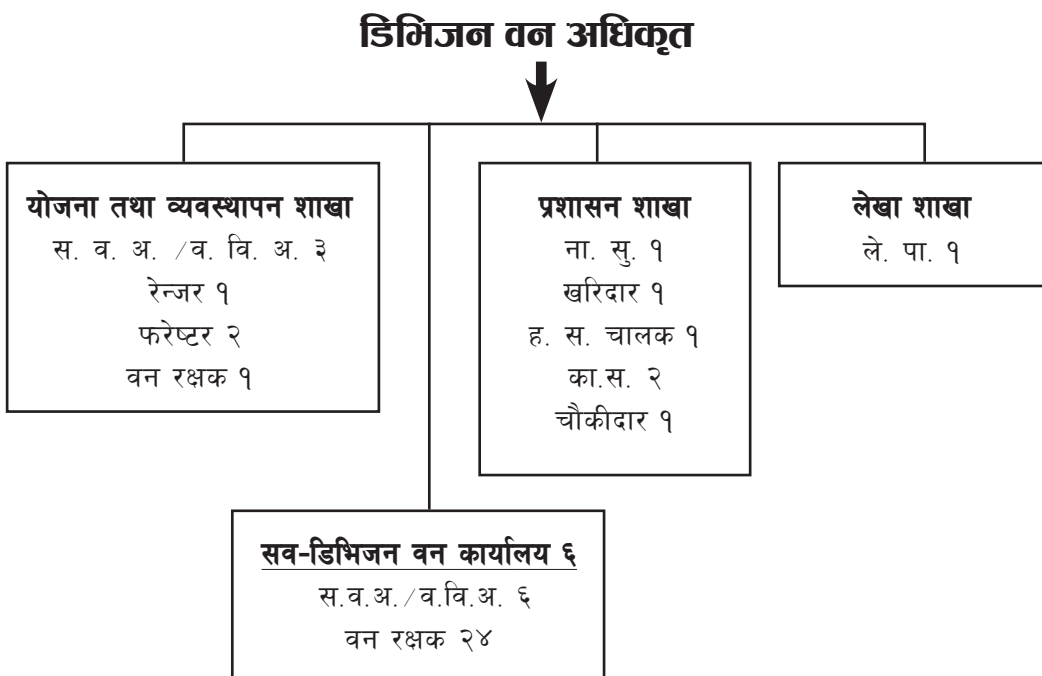 डिभिजन वन अधिकृत
योजना तथा व्यवस्थापन शाखा
स. व. अ. /व. वि. अ. ३
रेन्जर १
फरेष्टर २
वन रक्षक १
प्रशासन शाखा
ना. सु. १
खरिदार १
ह. स. चालक १
का.स. २
चौकीदार १
लेखा शाखा
ले. पा. १
सव-डिभिजन वन कार्यालय ६
स.व.अ./व.वि.अ. ६
वन रक्षक २४